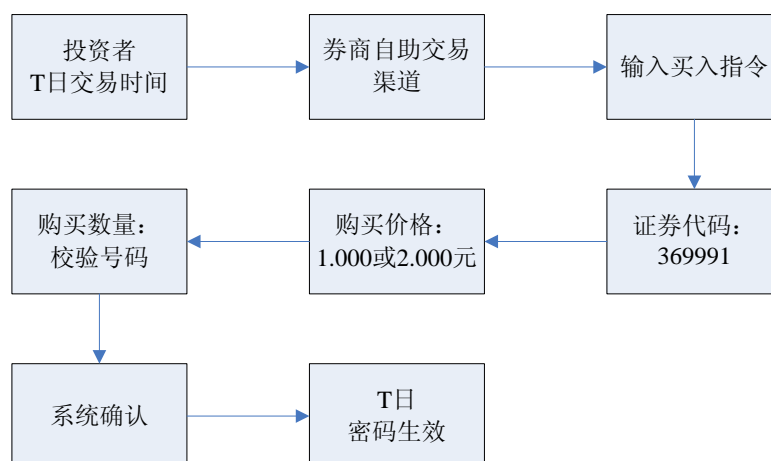 投资者
T日交易时间
券商自助交易
渠道
输入买入指令
证券代码：
369991
购买价格：
1.000或2.000元
购买数量：
校验号码
系统确认
T日
密码生效